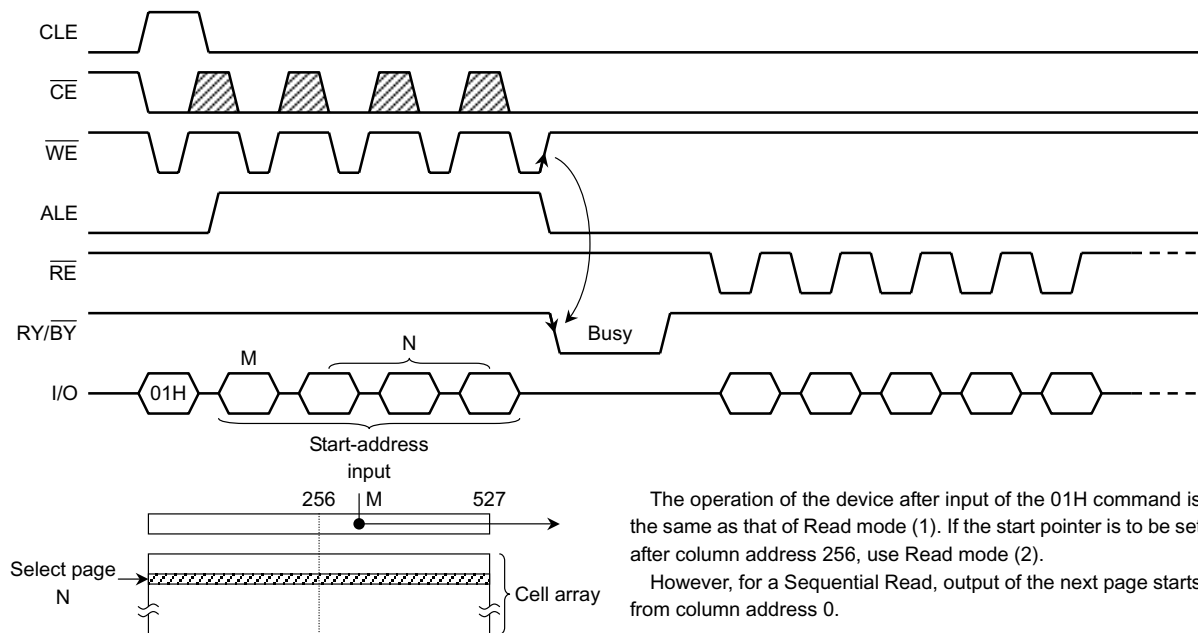 CLE
CE
WE
ALE
RE
RY/BY
Busy
M
N
I/O
01H
Start-address
input
256
M
527
Select page
N
Cell array
The operation of the device after input of the 01H command is
the same as that of Read mode (1). If the start pointer is to be set
after column address 256, use Read mode (2).
However, for a Sequential Read, output of the next page starts
from column address 0.